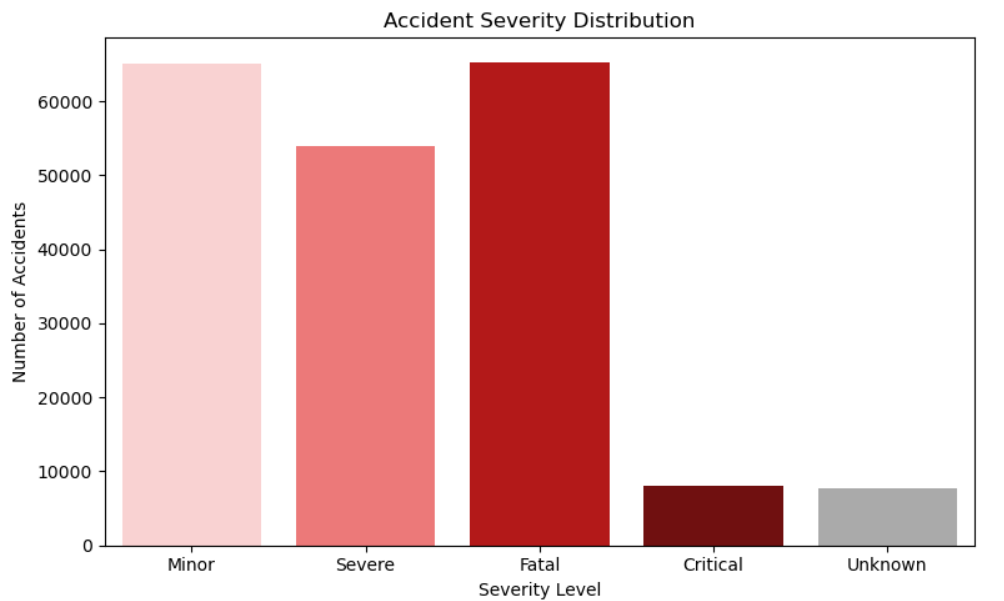 Accident Severity Distribution
Number of Accidents
60000
50000
40000
30000
20000
10000
0
Minor Severe Fatal Critical Unknown
Severity Level